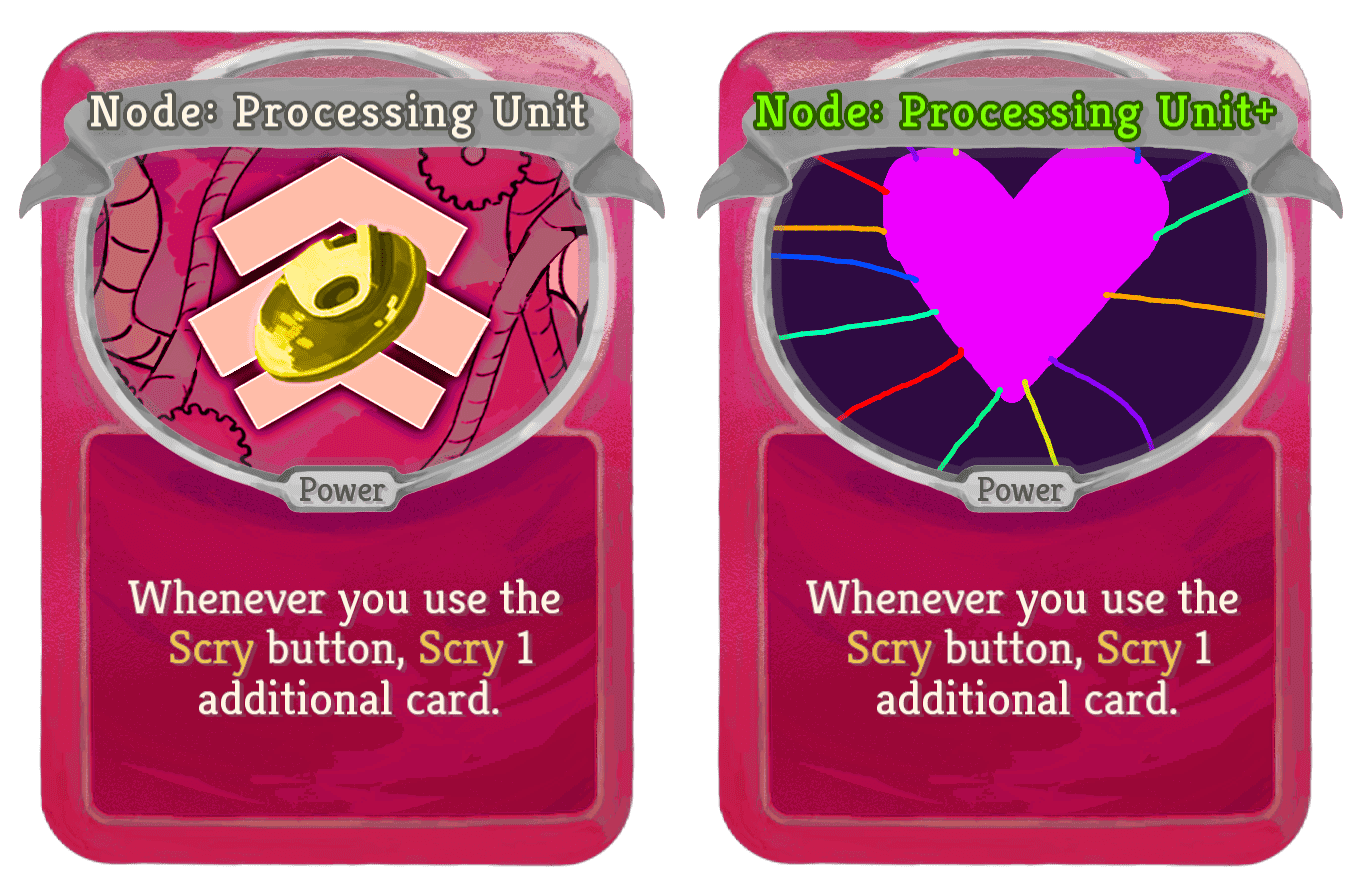 Node: Processing Unit
Power
Whenever you use the
Scry button, Scry 1
additional card.
Node: Processing Unit+
Power
Whenever you use the
Scry button, Scry 1
additional card.